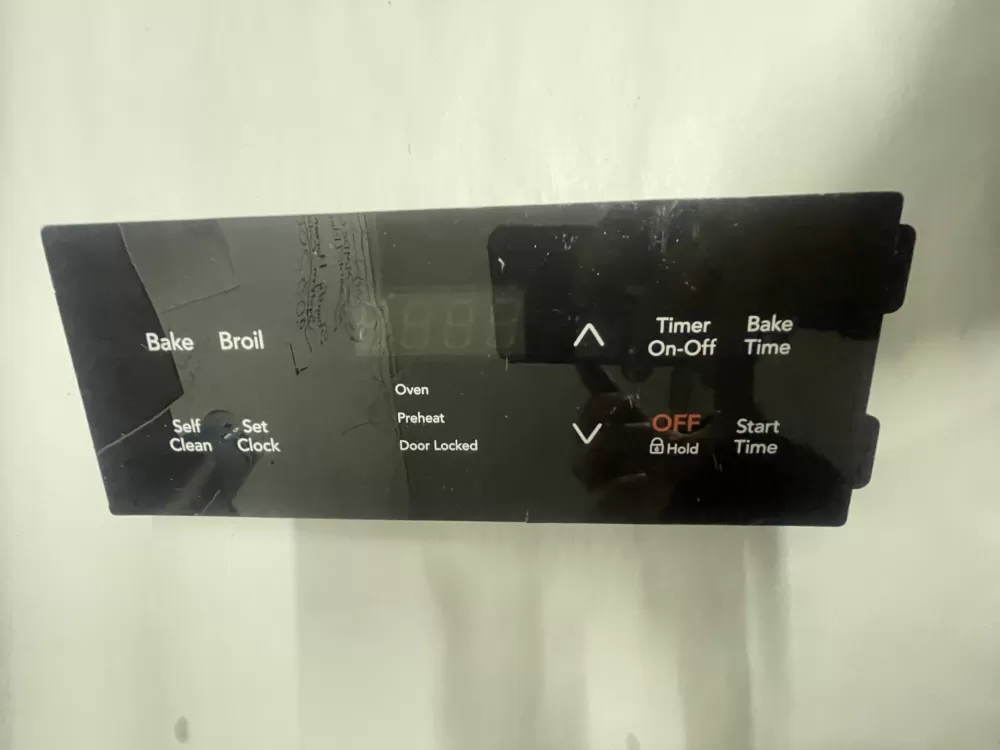 Bake Broil
Self
Clean
Set
Clock
Oven
Preheat
Door Locked
Timer
On-Off
Bake
Time
OFF
Hold
Start
Time